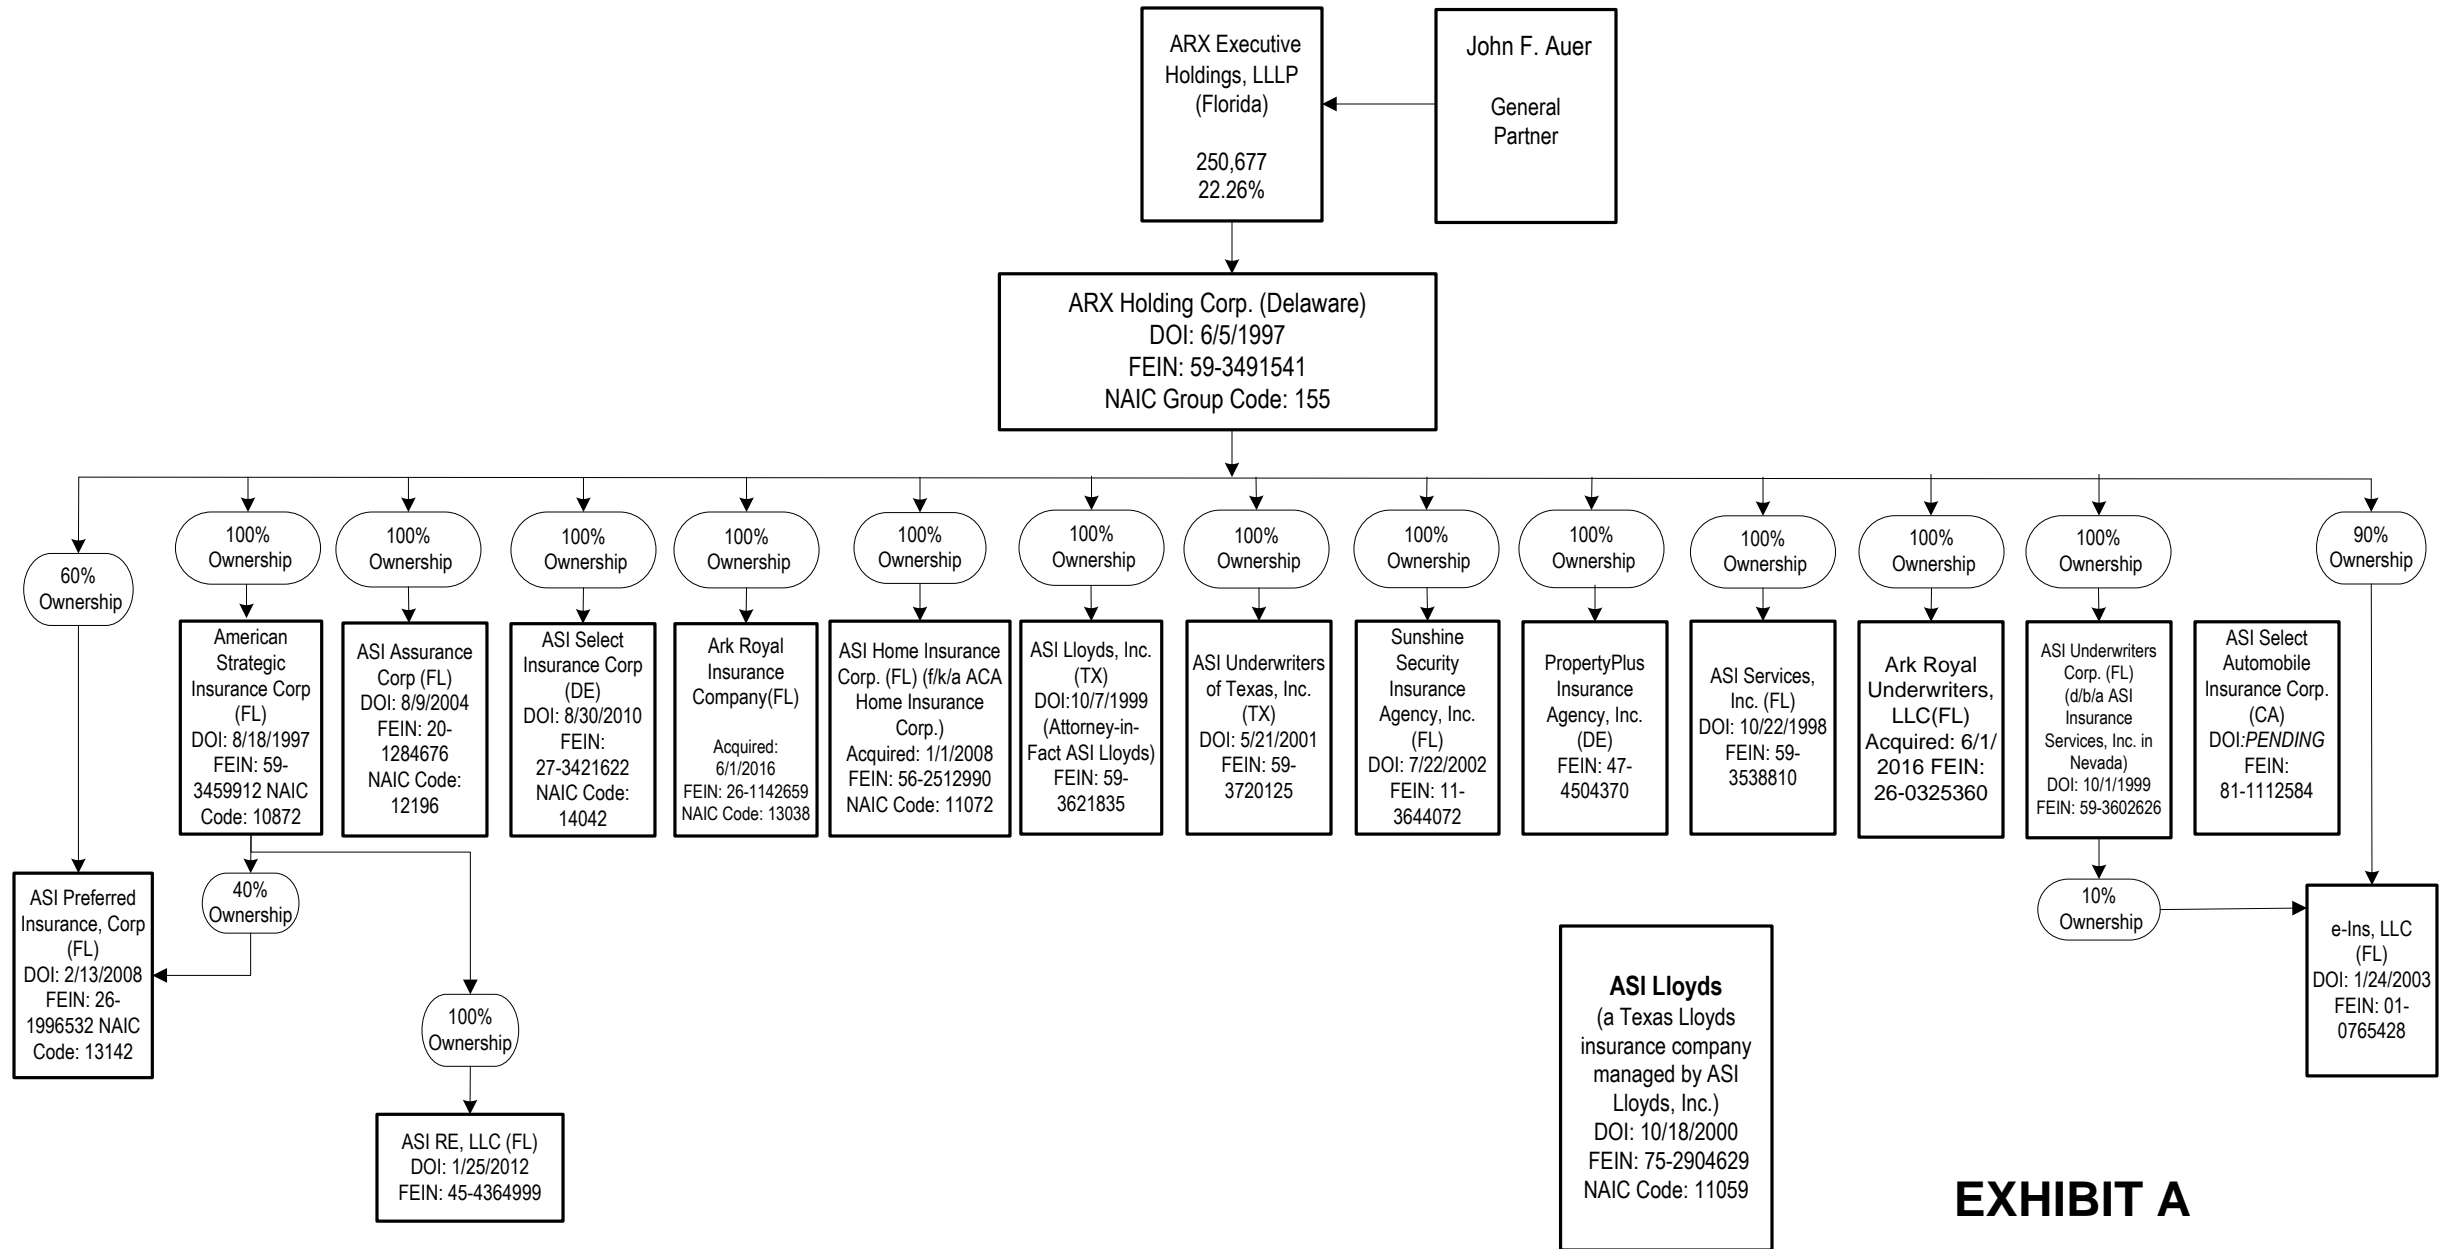 ARX Executive
Holdings, LLLP
(Florida)
250,677
22.26%
John F. Auer
General
Partner
ARX Holding Corp. (Delaware)
DOI: 6/5/1997
FEIN: 59-3491541
NAIC Group Code: 155
60%
Ownership
100%
Ownership
100%
Ownership
100%
Ownership
100%
Ownership
100%
Ownership
100%
Ownership
100%
Ownership
100%
Ownership
100%
Ownership
100%
Ownership
100%
Ownership
100%
Ownership
90%
Ownership
American
Strategic
Insurance Corp
(FL)
DOI: 8/18/1997
FEIN: 59-
3459912 NAIC
Code: 10872
ASI Assurance
Corp (FL)
DOI: 8/9/2004
FEIN: 20-
1284676
NAIC Code:
12196
ASI Select
Insurance Corp
(DE)
DOI: 8/30/2010
FEIN:
27-3421622
NAIC Code:
14042
Ark Royal
Insurance
Company(FL)
Acquired:
6/1/2016
FEIN: 26-1142659
NAIC Code: 13038
ASI Home Insurance
Corp. (FL) (f/k/a ACA
Home Insurance
Corp.)
Acquired: 1/1/2008
FEIN: 56-2512990
NAIC Code: 11072
ASI Lloyds, Inc.
(TX)
DOI:10/7/1999
(Attorney-in-
Fact ASI Lloyds)
FEIN: 59-
3621835
ASI Underwriters
of Texas, Inc.
(TX)
DOI: 5/21/2001
FEIN: 59-
3720125
Sunshine
Security
Insurance
Agency, Inc.
(FL)
DOI: 7/22/2002
FEIN: 11-
3644072
PropertyPlus
Insurance
Agency, Inc.
(DE)
FEIN: 47-
4504370
ASI Services,
Inc. (FL)
DOI: 10/22/1998
FEIN: 59-
3538810
Ark Royal
Underwriters,
LLC(FL)
Acquired: 6/1/
2016 FEIN:
26-0325360
ASI Underwriters
Corp. (FL)
(d/b/a ASI
Insurance
Services, Inc. in
Nevada)
DOI: 10/1/1999
FEIN: 59-3602626
ASI Select
Automobile
Insurance Corp.
(CA)
DOI:PENDING
FEIN:
81-1112584
ASI Preferred
Insurance, Corp
(FL)
DOI: 2/13/2008
FEIN: 26-
1996532 NAIC
Code: 13142
40%
Ownership
100%
Ownership
ASI RE, LLC (FL)
DOI: 1/25/2012
FEIN: 45-4364999
ASI Lloyds
(a Texas Lloyds
insurance company
managed by ASI
Lloyds, Inc.)
DOI: 10/18/2000
FEIN: 75-2904629
NAIC Code: 11059
10%
Ownership
e-Ins, LLC
(FL)
DOI: 1/24/2003
FEIN: 01-
0765428
EXHIBIT A